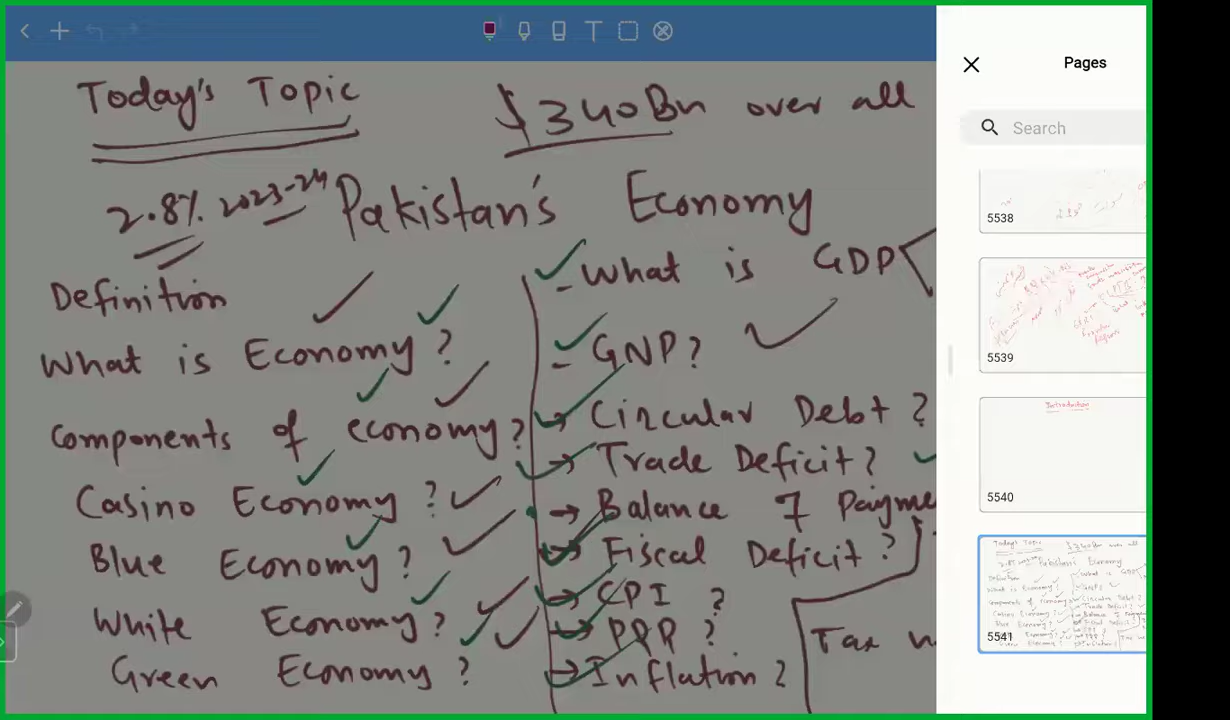 Today's Topic
$340Bn over all
2.8% 2023-24 Pakistan's Economy
Definition
What is Economy?
Components of economy?
Casino Economy?
Blue Economy?
White Economy?
Green Economy?
- What is GDP
- GNP?
Circular Debt?
→ Trade Deficit?
→ Balance of Payme
→ Fiscal Deficit?
→ CPI?
→ PPP?
→ Inflation?
Tax
Pages
Search
5538
5539
Introduction
5540
5541